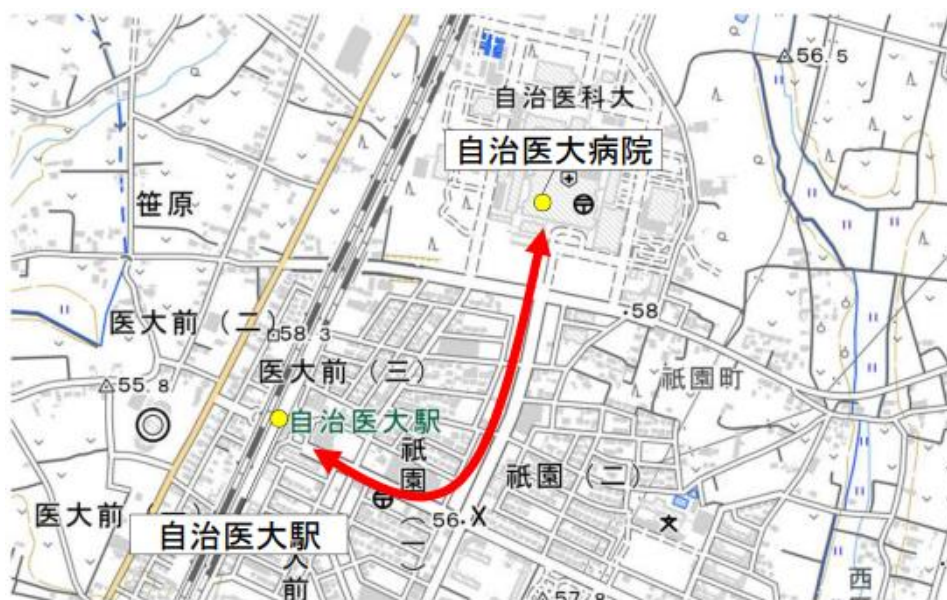 56.5
自治医科大
自治医大病院
笹原
58
医大前(二)
58.3
医大前(三)
祇園町
55.8
自治医大駅
祇園(一)
祇園(二)
医大前
56.
自治医大駅
大前
西
57.8